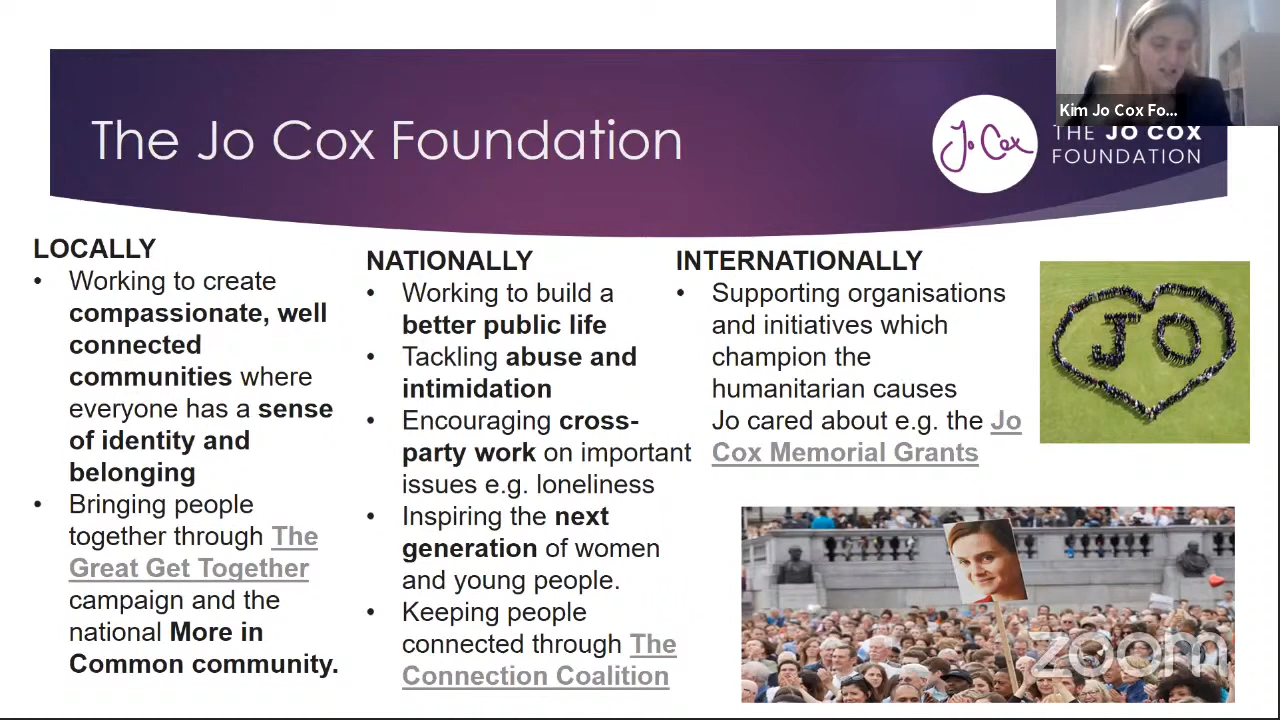 Kim Jo Cox Fo...
The Jo Cox Foundation
Jo Cox
THE JO COX
FOUNDATION
LOCALLY
• Working to create
compassionate, well
connected
communities where
everyone has a sense
of identity and
belonging
• Bringing people
together through The
Great Get Together
campaign and the
national More in
Common community.
NATIONALLY
• Working to build a
better public life
• Tackling abuse and
intimidation
• Encouraging cross-
party work on important
issues e.g. loneliness
• Inspiring the next
generation of women
and young people.
• Keeping people
connected through The
Connection Coalition
INTERNATIONALLY
• Supporting organisations
and initiatives which
champion the
humanitarian causes
Jo cared about e.g. the Jo
Cox Memorial Grants
JO
zoom